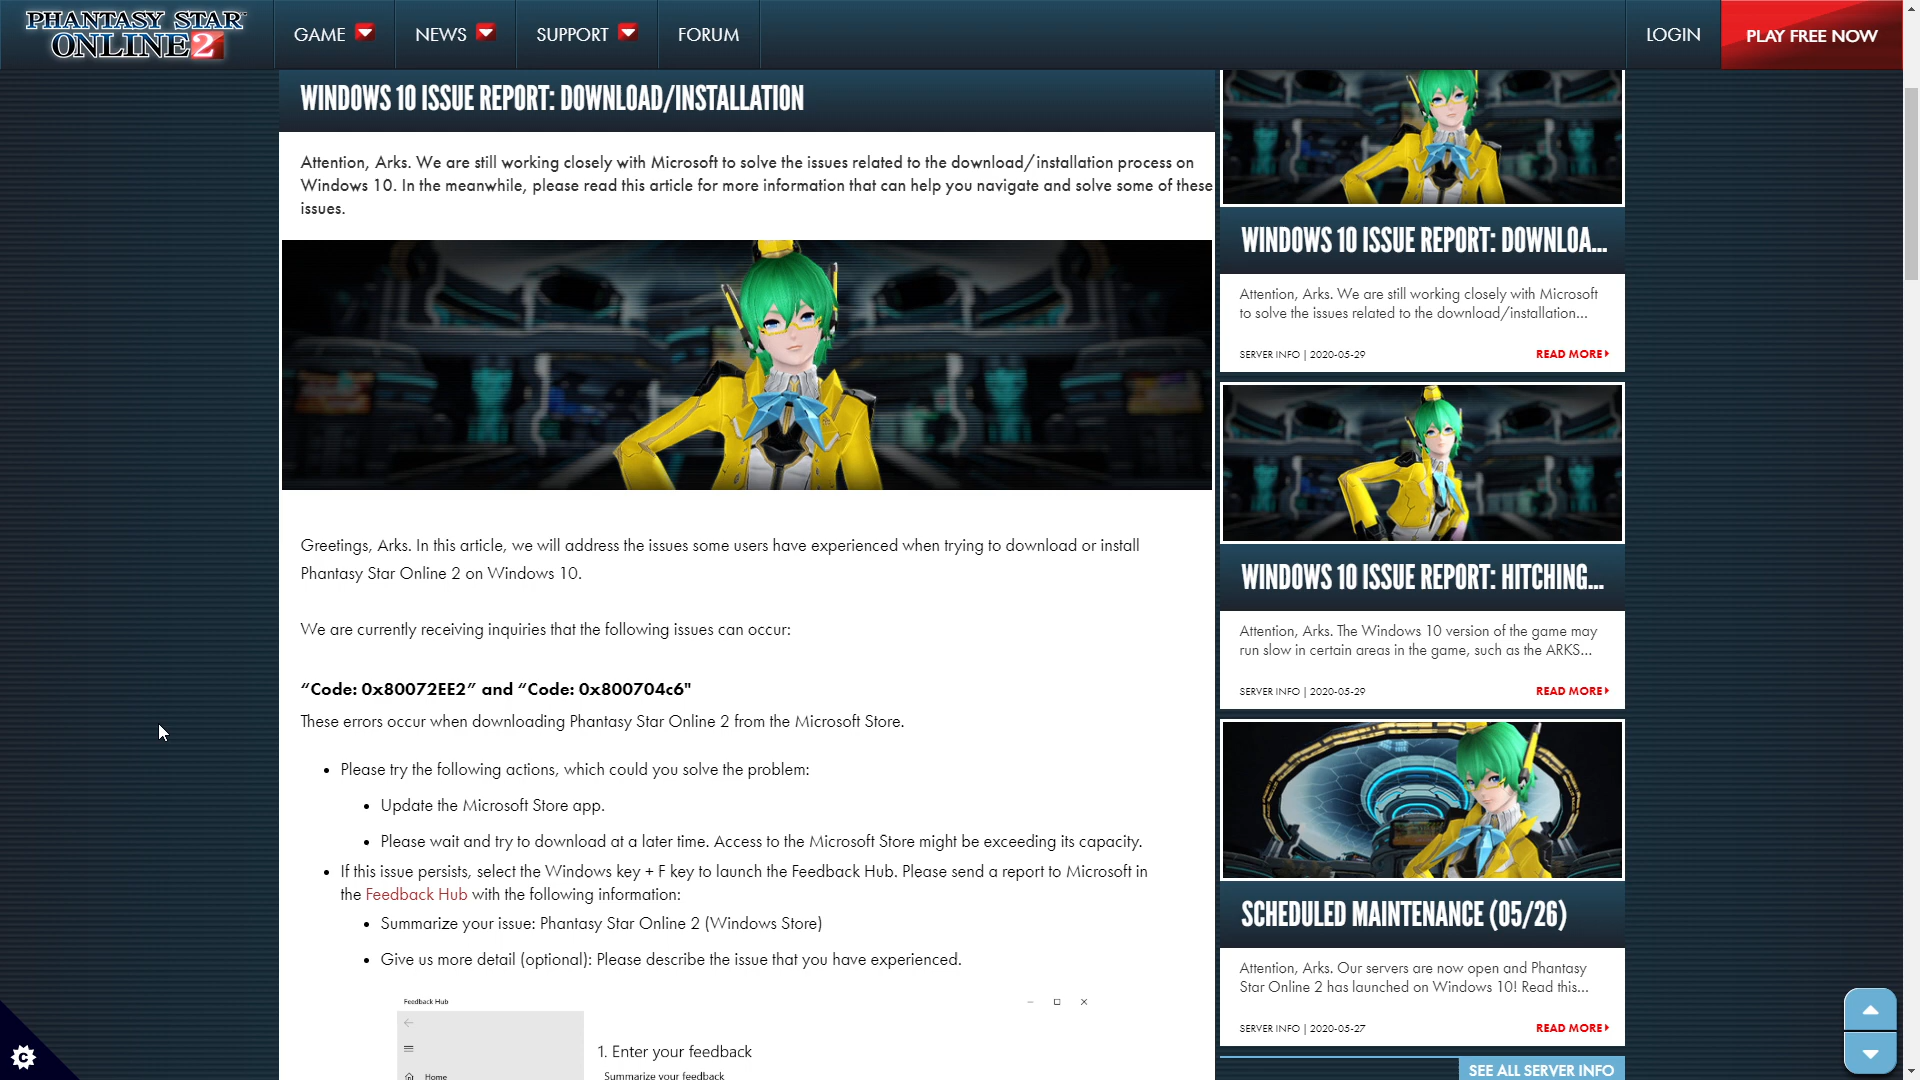 PHANTASY STAR
ONLINE 2
GAME
NEWS
SUPPORT
FORUM
LOGIN
PLAY FREE NOW
WINDOWS 10 ISSUE REPORT: DOWNLOAD/INSTALLATION
Attention, Arks. We are still working closely with Microsoft to solve the issues related to the download/installation process on
Windows 10. In the meanwhile, please read this article for more information that can help you navigate and solve some of these
issues.
Greetings, Arks. In this article, we will address the issues some users have experienced when trying to download or install
Phantasy Star Online 2 on Windows 10.
We are currently receiving inquiries that the following issues can occur:
“Code: 0x80072EE2” and “Code: 0x800704c6"
These errors occur when downloading Phantasy Star Online 2 from the Microsoft Store.
• Please try the following actions, which could you solve the problem:
• Update the Microsoft Store app.
• Please wait and try to download at a later time. Access to the Microsoft Store might be exceeding its capacity.
• If this issue persists, select the Windows key + F key to launch the Feedback Hub. Please send a report to Microsoft in
the Feedback Hub with the following information:
• Summarize your issue: Phantasy Star Online 2 (Windows Store)
• Give us more detail (optional): Please describe the issue that you have experienced.
Feedback Hub
1. Enter your feedback
Home
Summarize your feedback
WINDOWS 10 ISSUE REPORT: DOWNLOA...
Attention, Arks. We are still working closely with Microsoft
to solve the issues related to the download/installation...
SERVER INFO | 2020-05-29
READ MORE
WINDOWS 10 ISSUE REPORT: HITCHING...
Attention, Arks. The Windows 10 version of the game may
run slow in certain areas in the game, such as the ARKS...
SERVER INFO | 2020-05-29
READ MORE
SCHEDULED MAINTENANCE (05/26)
Attention, Arks. Our servers are now open and Phantasy
Star Online 2 has launched on Windows 10! Read this...
SERVER INFO | 2020-05-27
READ MORE
SEE ALL SERVER INFO